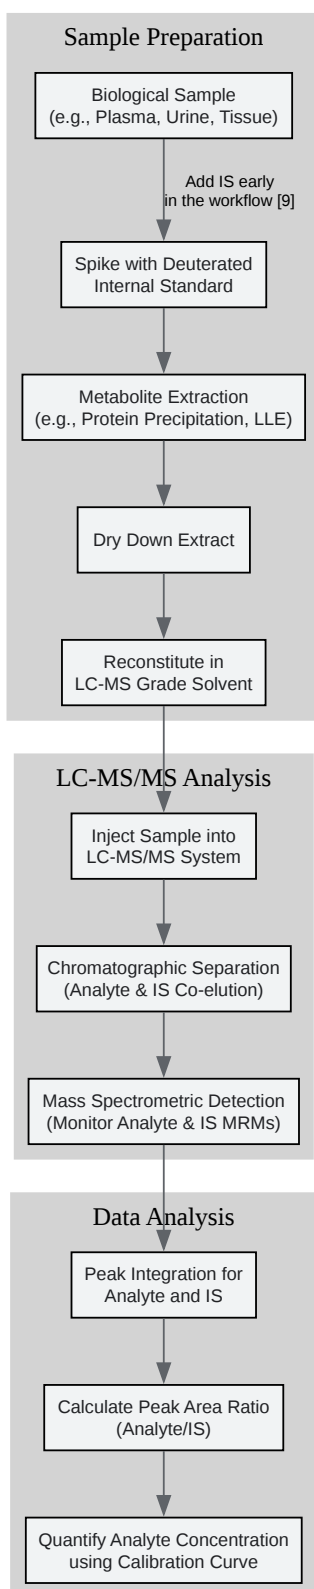 Sample Preparation
Biological Sample
(e.g., Plasma, Urine, Tissue)
Add IS early
in the workflow [9]
Spike with Deuterated
Internal Standard
Metabolite Extraction
(e.g., Protein Precipitation, LLE)
Dry Down Extract
Reconstitute in
LC-MS Grade Solvent
LC-MS/MS Analysis
Inject Sample into
LC-MS/MS System
Chromatographic Separation
(Analyte & IS Co-elution)
Mass Spectrometric Detection
(Monitor Analyte & IS MRMs)
Data Analysis
Peak Integration for
Analyte and IS
Calculate Peak Area Ratio
(Analyte/IS)
Quantify Analyte Concentration
using Calibration Curve